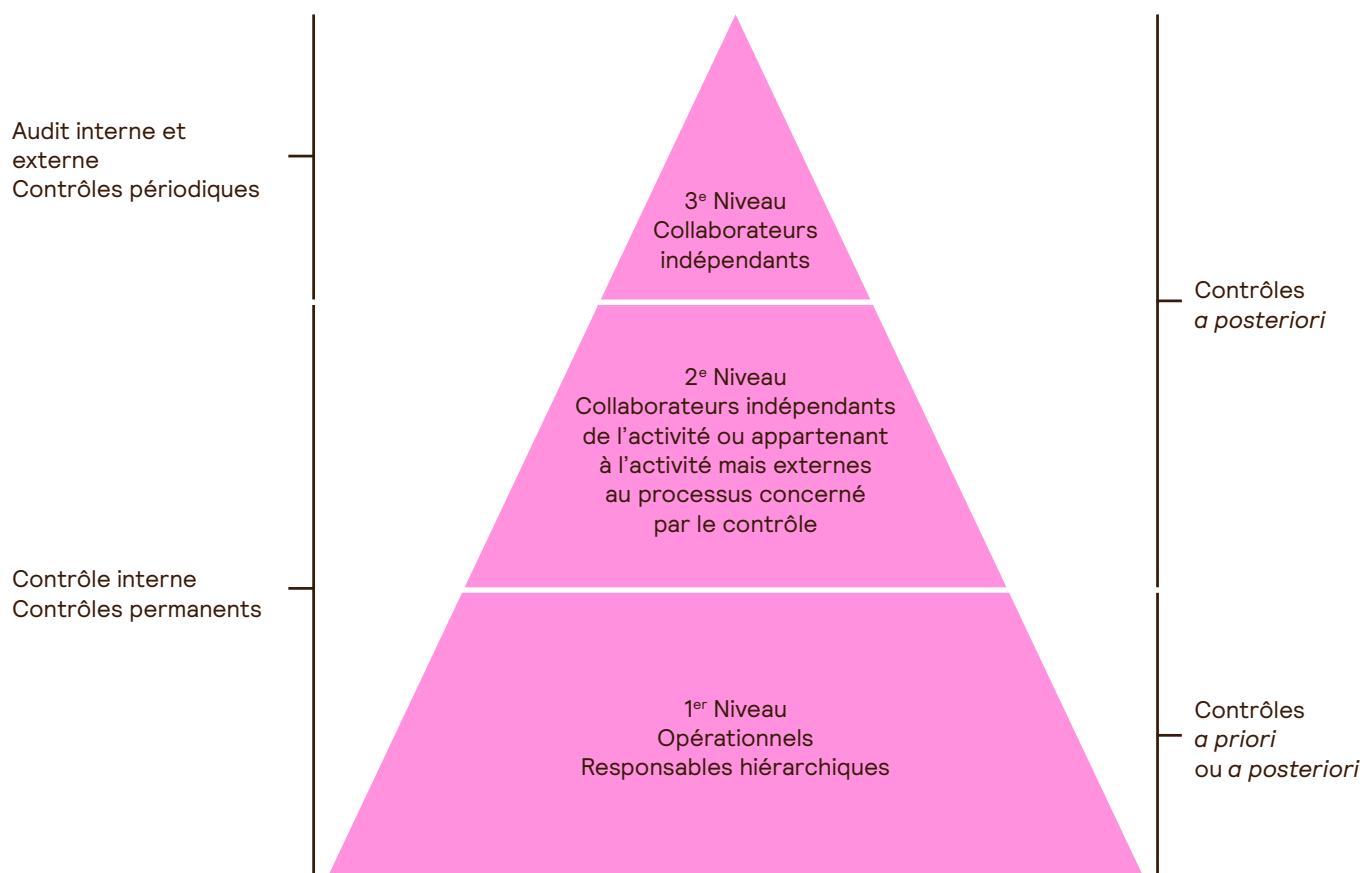 Audit interne et
externe
Contrôles périodiques
3e Niveau
Collaborateurs
indépendants
Contrôles
a posteriori
2e Niveau
Collaborateurs indépendants
de l’activité ou appartenant
à l’activité mais externes
au processus concerné
par le contrôle
Contrôle interne
Contrôles permanents
1er Niveau
Opérationnels
Responsables hiérarchiques
Contrôles
a priori
ou a posteriori